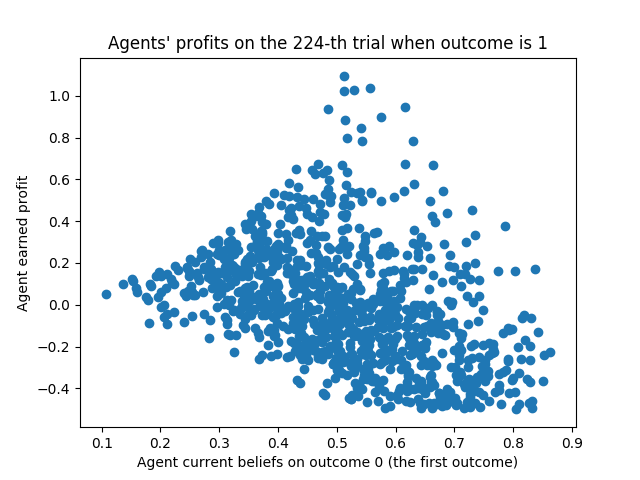 Agents' profits on the 224-th trial when outcome is 1
1.0
0.8
0.6
0.4
0.2
0.0
−0.2
−0.4
Agent earned profit
0.1 0.2 0.3 0.4 0.5 0.6 0.7 0.8 0.9
Agent current beliefs on outcome 0 (the first outcome)